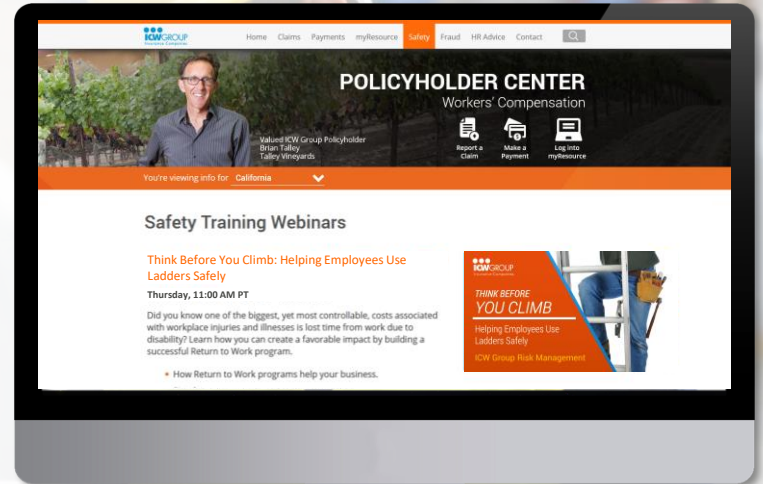 ICWGROUP
Insurance Companies
Home Claims Payments myResource Safety Fraud HR Advice Contact
POLICYHOLDER CENTER
Workers' Compensation
Valued ICW Group Policyholder
Brian Talley
Talley Vineyards
Report a
Claim
Make a
Payment
Log into
myResource
You're viewing info for California
Safety Training Webinars
Think Before You Climb: Helping Employees Use
Ladders Safely
Thursday, 11:00 AM PT
Did you know one of the biggest, yet most controllable, costs associated
with workplace injuries and illnesses is lost time from work due to
disability? Learn how you can create a favorable impact by building a
successful Return to Work program.
• How Return to Work programs help your business.
ICWGROUP
Insurance Companies
THINK BEFORE
YOU CLIMB
Helping Employees Use
Ladders Safely
ICW Group Risk Management